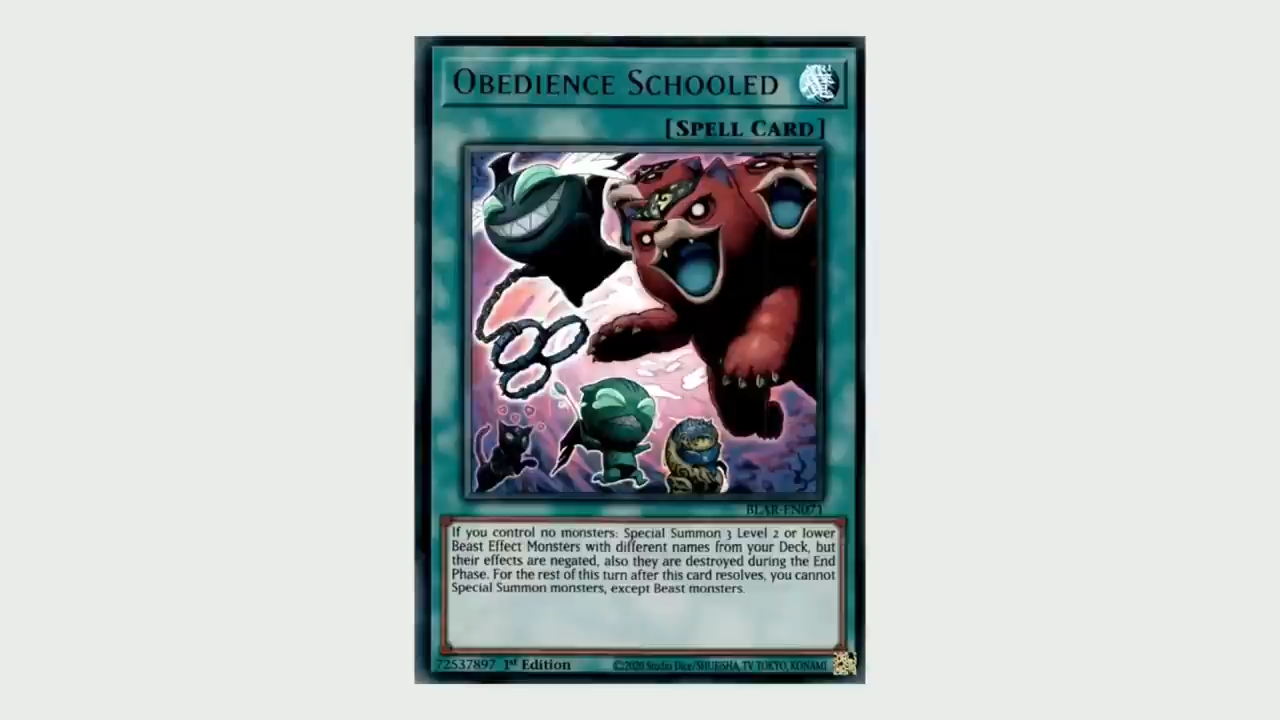 OBEDIENCE SCHOOLED
[SPELL CARD]
BLAR-EN071
If you control no monsters: Special Summon 3 Level 2 or lower
Beast Effect Monsters with different names from your Deck, but
their effects are negated, also they are destroyed during the End
Phase. For the rest of this turn after this card resolves, you cannot
Special Summon monsters, except Beast monsters.
72537897 1st Edition ©2020 Studio Dice/SHUEISHA, TV TOKYO, KONAMI